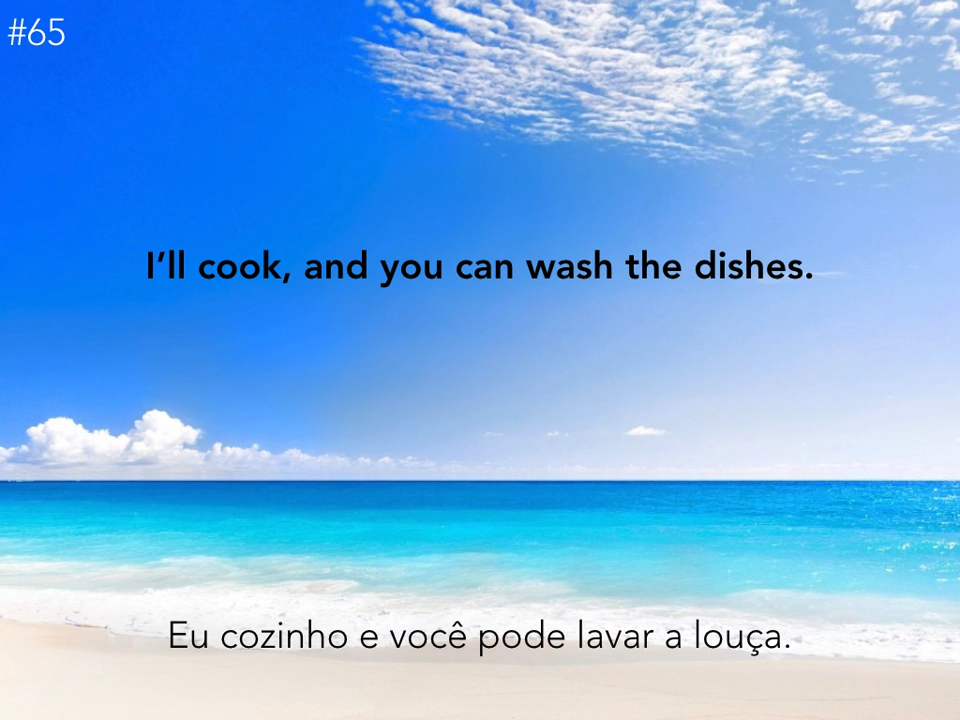 #65
I’ll cook, and you can wash the dishes.
Eu cozinho e você pode lavar a louça.